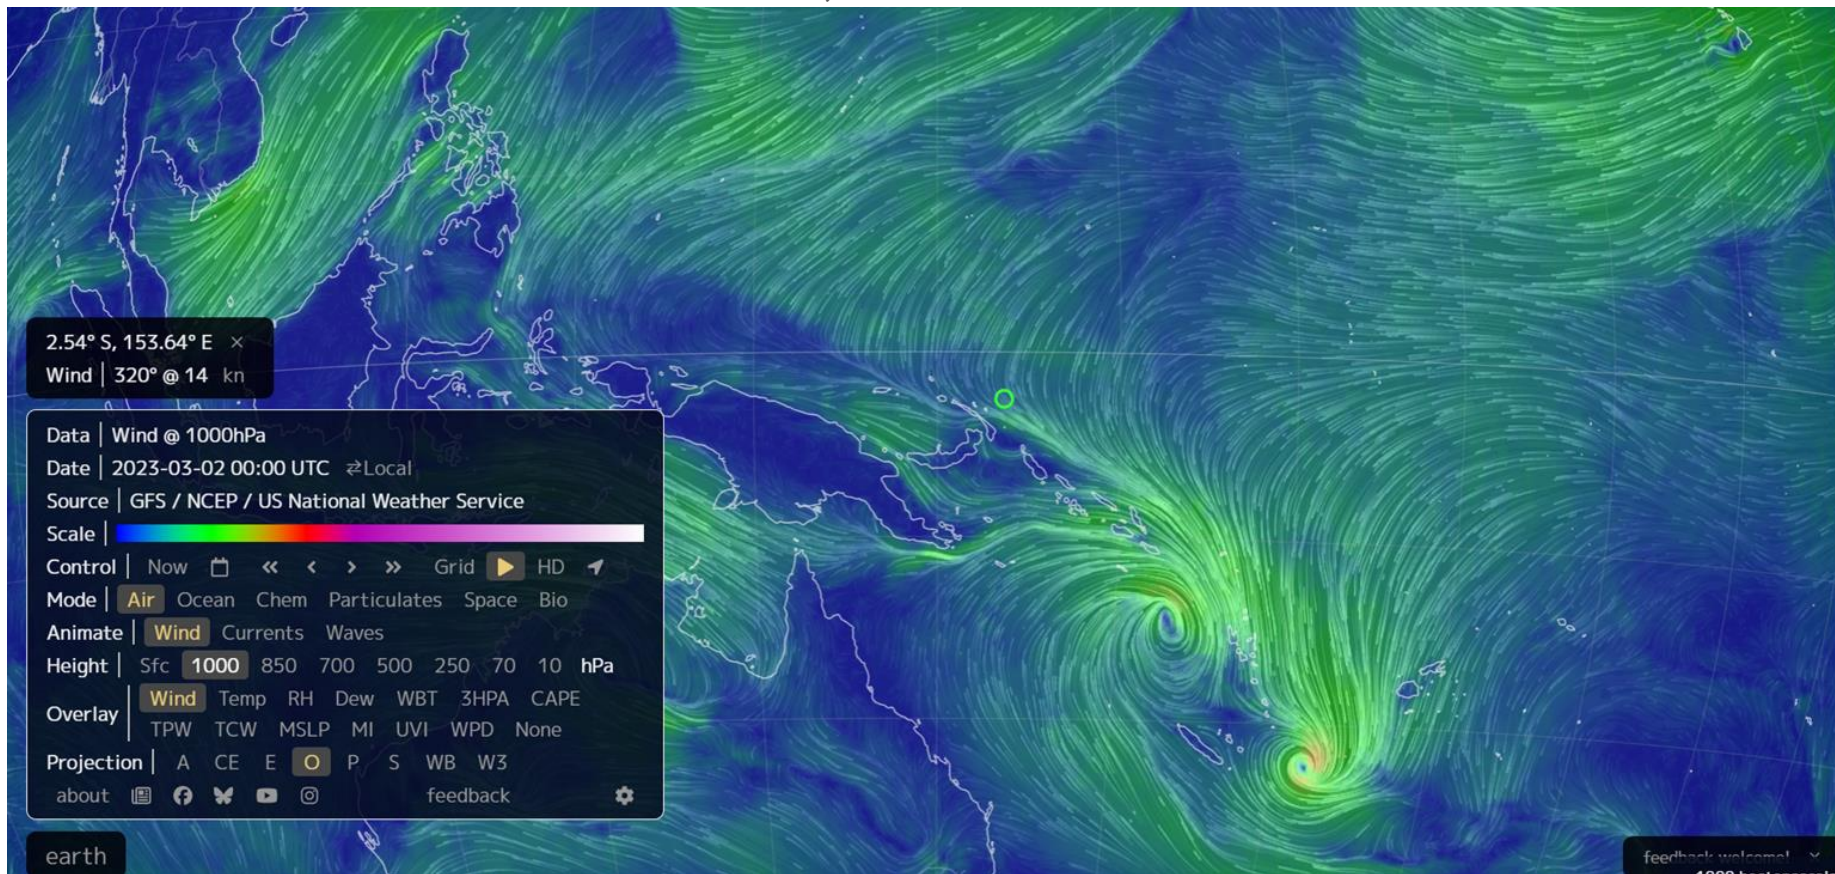 2.54° S, 153.64° E ×
Wind | 320° @ 14 kn
Data | Wind @ 1000hPa
Date | 2023-03-02 00:00 UTC ⇄Local
Source | GFS / NCEP / US National Weather Service
Scale |
Control | Now « ‹ › » Grid HD
Mode | Air Ocean Chem Particulates Space Bio
Animate | Wind Currents Waves
Height | Sfc 1000 850 700 500 250 70 10 hPa
Overlay | Wind Temp RH Dew WBT 3HPA CAPE
TPW TCW MSLP MI UVI WPD None
Projection | A CE E O P S WB W3
about feedback
earth
feedback welcome! ×